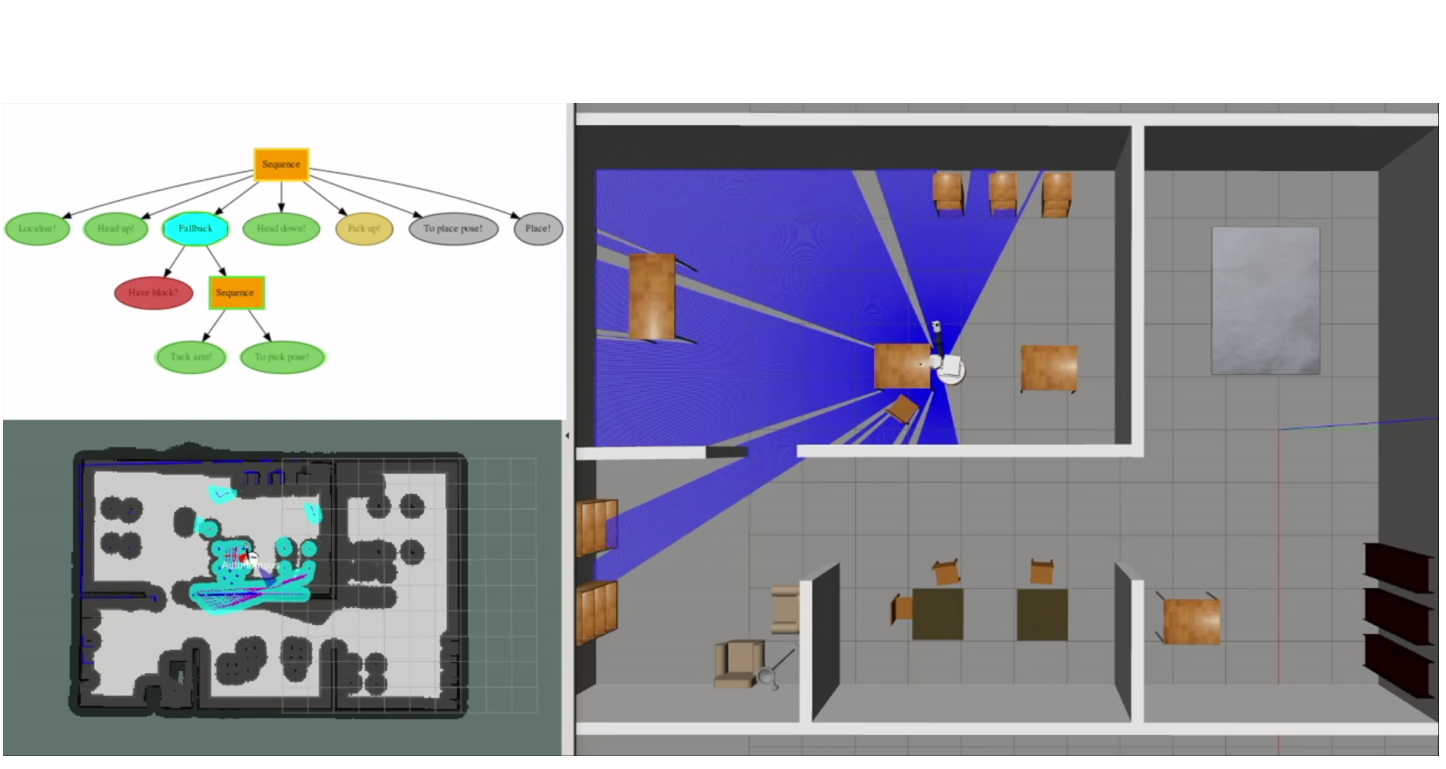 Sequence
Localise!
Head up!
Fallback
Head down!
Pick up!
To place pose!
Place!
Have block?
Sequence
Tuck arm!
To pick pose!
Autonomous